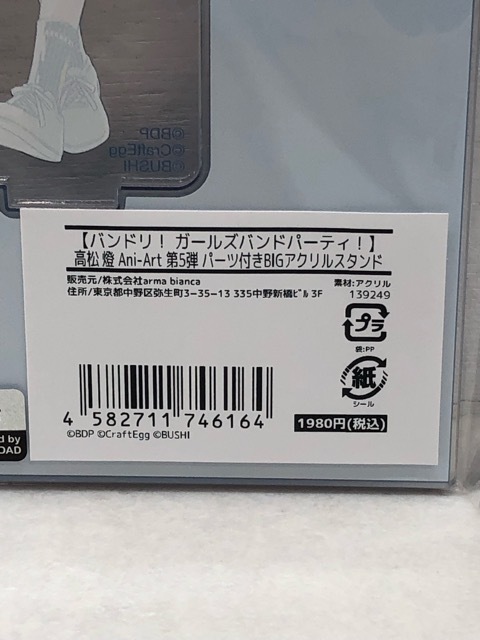 ©BDP
©CraftEgg
©BUSHI
【バンドリ! ガールズバンドパーティ!】
高松 燈 Ani-Art 第5弾 パーツ付きBIGアクリルスタンド
販売元/株式会社arma bianca
素材:アクリル
住所/東京都中野区弥生町3-35-13 335中野新橋ビル 3F
139249
プラ
袋:PP
紙
シール
4 582711 746164
1980円(税込)
©BDP ©CraftEgg ©BUSHI
d by
OAD